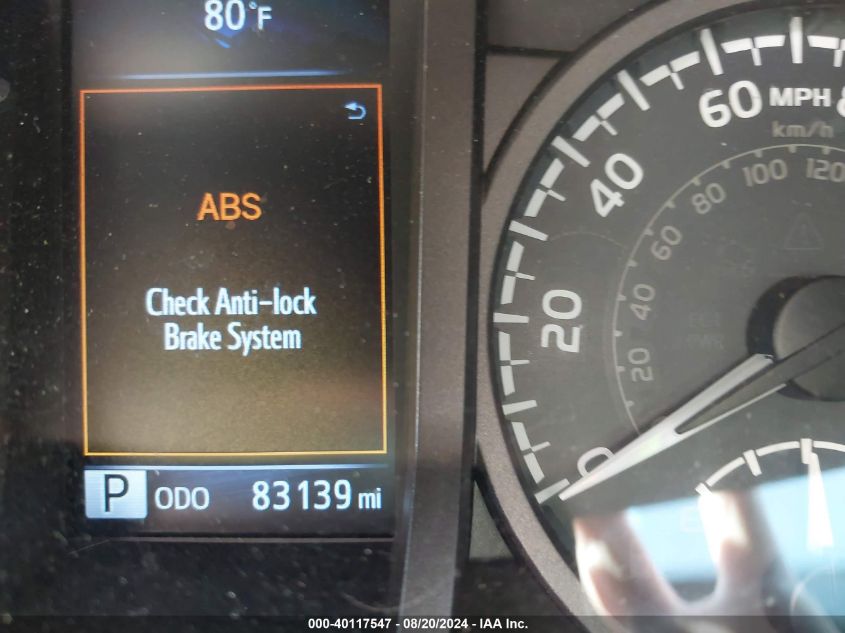 80°F
ABS
Check Anti-lock
Brake System
P ODO 83139 mi
60 MPH
km/h
40
20
0
120
100
80
60
40
20
000-40117547 - 08/20/2024 - IAA Inc.